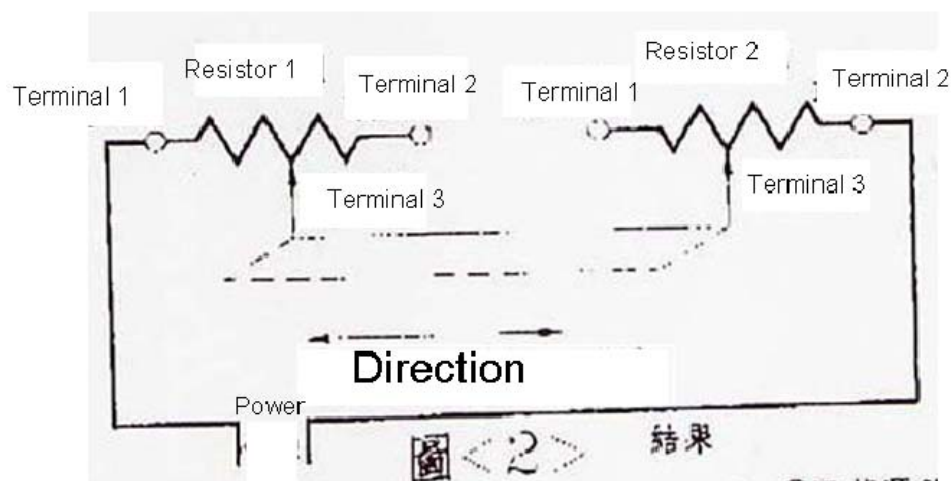 Resistor 1
Resistor 2
Terminal 1
Terminal 2
Terminal 1
Terminal 2
Terminal 3
Terminal 3
Direction
Power
圖<2>
結果